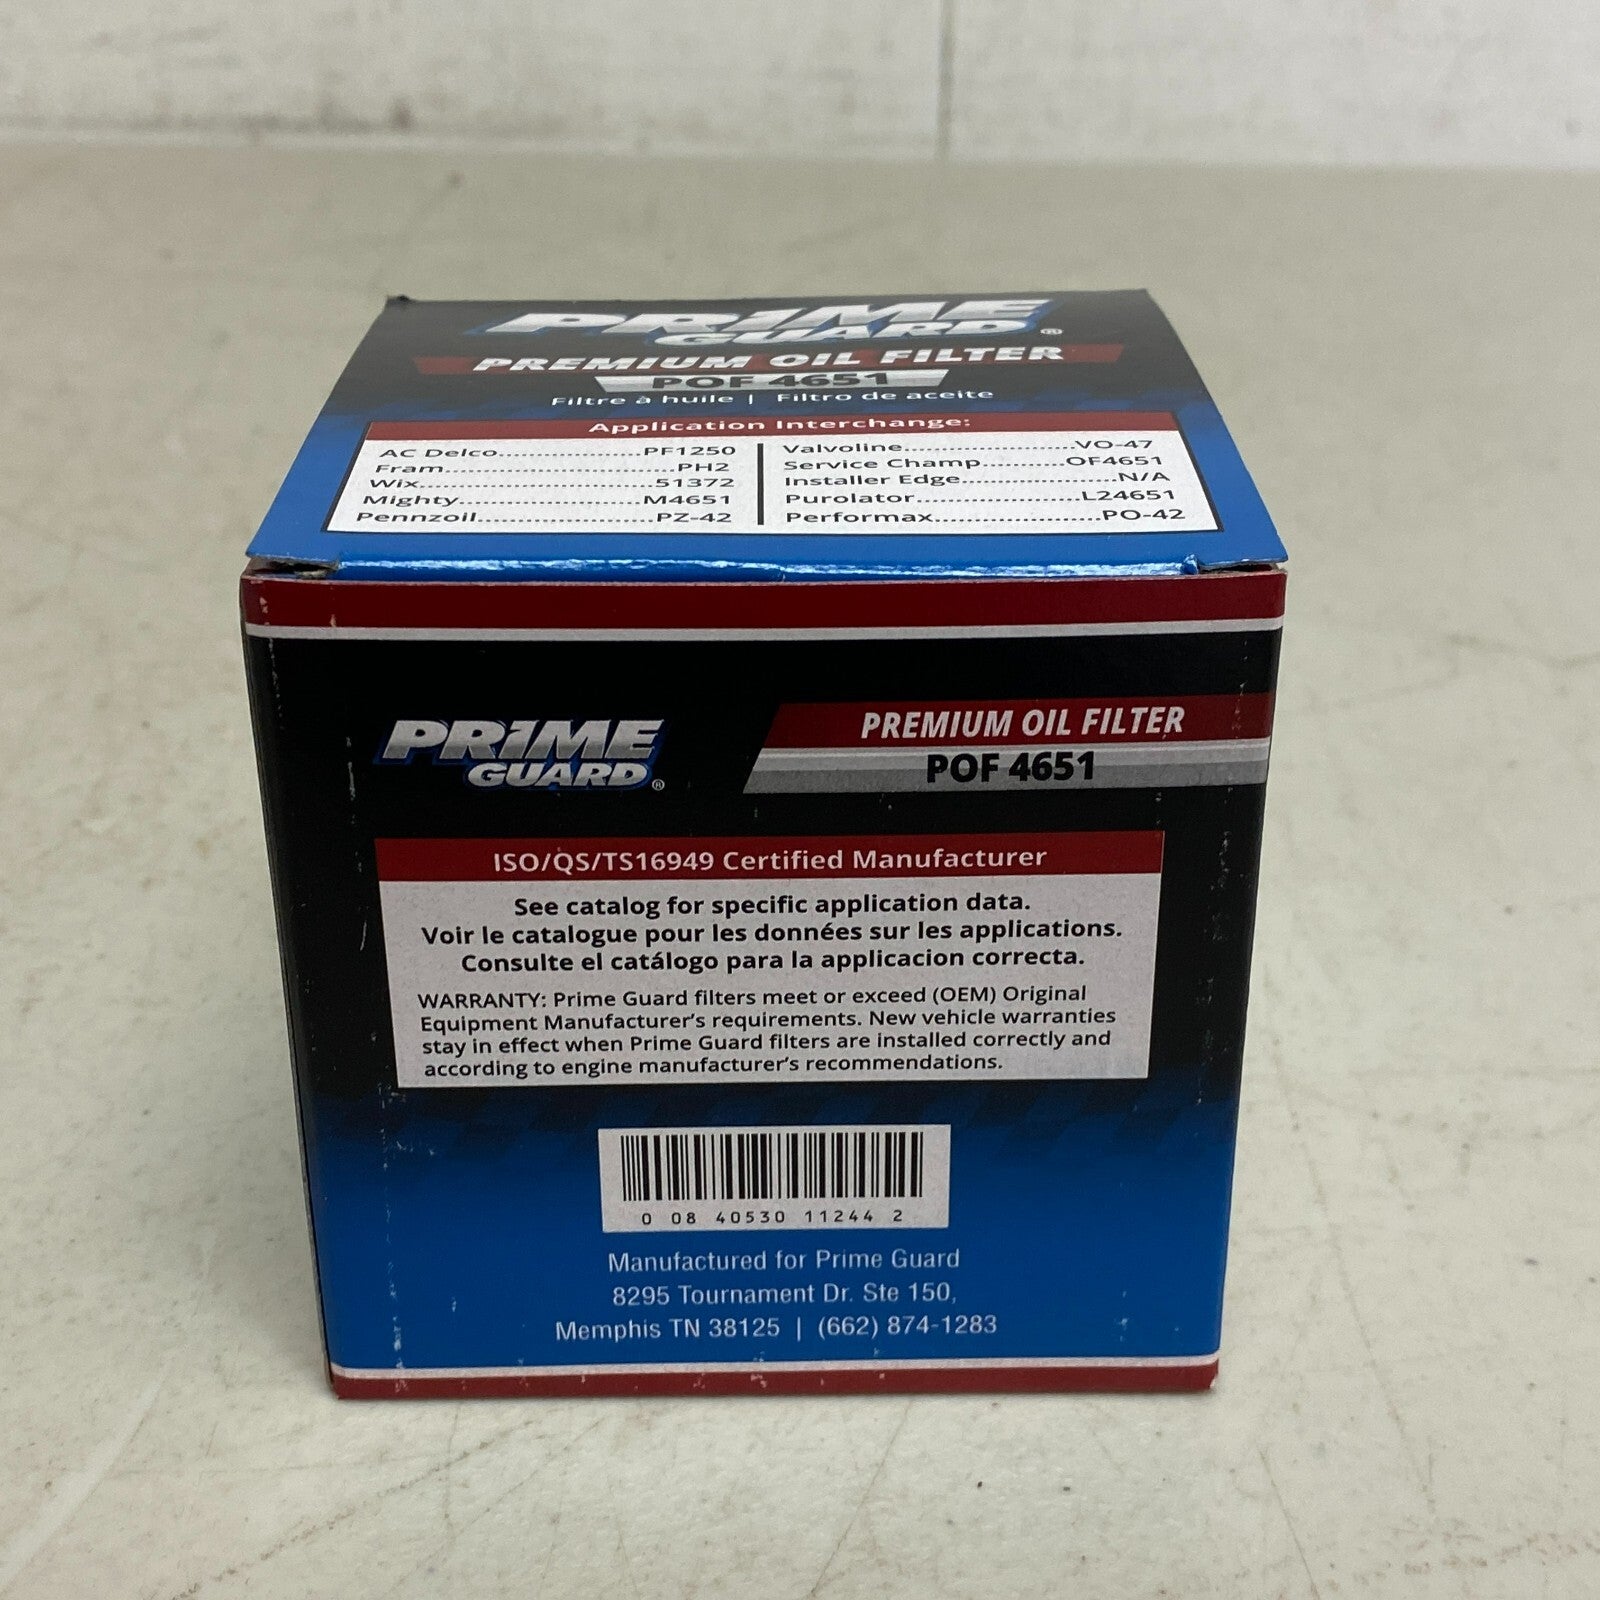 PRIME
GUARD®
PREMIUM OIL FILTER
POF 4651
Filtre à huile | Filtro de aceite
Application Interchange:
AC Delco........................PF1250
Fram.................................PH2
Wix.................................51372
Mighty...........................M4651
Pennzoil.........................PZ-42
Valvoline........................VO-47
Service Champ...........OF4651
Installer Edge..................N/A
Purolator.......................L24651
Performax.......................PO-42
PRIME
GUARD®
PREMIUM OIL FILTER
POF 4651
ISO/QS/TS16949 Certified Manufacturer
See catalog for specific application data.
Voir le catalogue pour les données sur les applications.
Consulte el catálogo para la applicacion correcta.
WARRANTY: Prime Guard filters meet or exceed (OEM) Original
Equipment Manufacturer's requirements. New vehicle warranties
stay in effect when Prime Guard filters are installed correctly and
according to engine manufacturer's recommendations.
0 08 40530 11244 2
Manufactured for Prime Guard
8295 Tournament Dr. Ste 150,
Memphis TN 38125 | (662) 874-1283